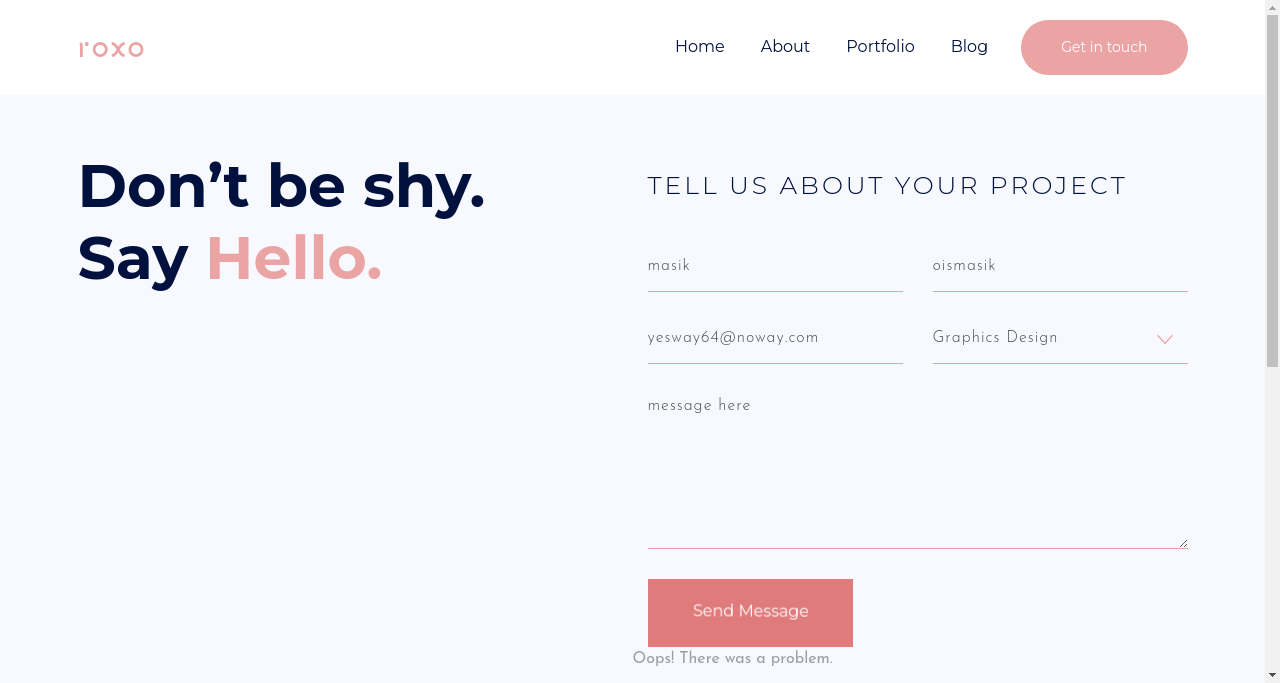 roxo
Home About Portfolio Blog Get in touch
Don’t be shy.
Say Hello.
TELL US ABOUT YOUR PROJECT
masik oismasik
yesway64@noway.com Graphics Design
message here
Send Message
Oops! There was a problem.